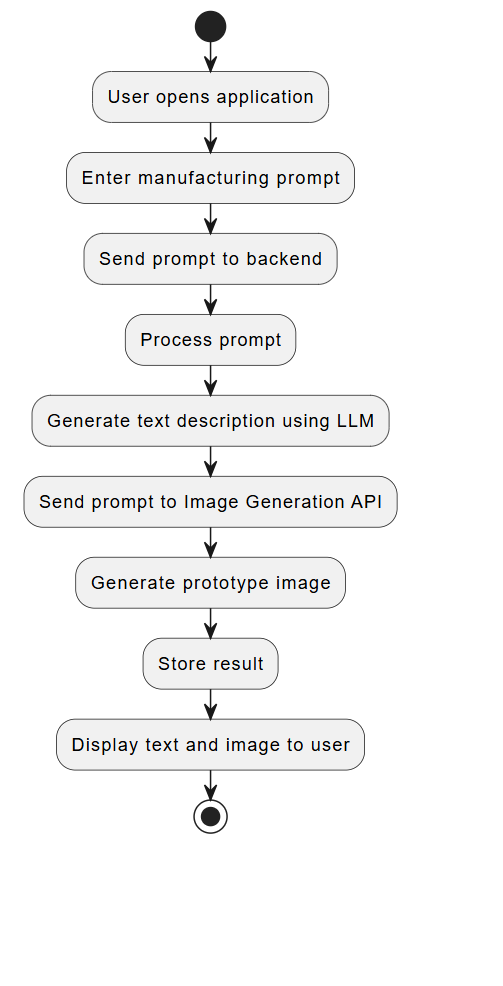 User opens application
Enter manufacturing prompt
Send prompt to backend
Process prompt
Generate text description using LLM
Send prompt to Image Generation API
Generate prototype image
Store result
Display text and image to user